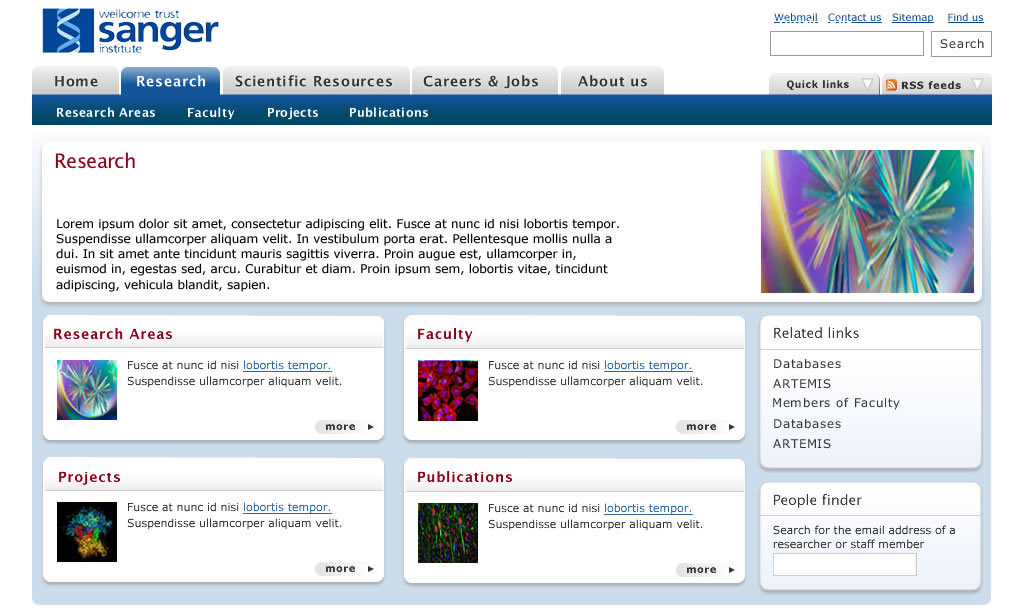 wellcome trust
sanger
institute
Webmail Contact us Sitemap Find us
Search
Home Research Scientific Resources Careers & Jobs About us
Quick links RSS feeds
Research Areas Faculty Projects Publications
Research
Lorem ipsum dolor sit amet, consectetur adipiscing elit. Fusce at nunc id nisi lobortis tempor.
Suspendisse ullamcorper aliquam velit. In vestibulum porta erat. Pellentesque mollis nulla a
dui. In sit amet ante tincidunt mauris sagittis viverra. Proin augue est, ullamcorper in,
euismod in, egestas sed, arcu. Curabitur et diam. Proin ipsum sem, lobortis vitae, tincidunt
adipiscing, vehicula blandit, sapien.
Research Areas
Fusce at nunc id nisi lobortis tempor.
Suspendisse ullamcorper aliquam velit.
more
Faculty
Fusce at nunc id nisi lobortis tempor.
Suspendisse ullamcorper aliquam velit.
more
Related links
Databases
ARTEMIS
Members of Faculty
Databases
ARTEMIS
Projects
Fusce at nunc id nisi lobortis tempor.
Suspendisse ullamcorper aliquam velit.
more
Publications
Fusce at nunc id nisi lobortis tempor.
Suspendisse ullamcorper aliquam velit.
more
People finder
Search for the email address of a
researcher or staff member